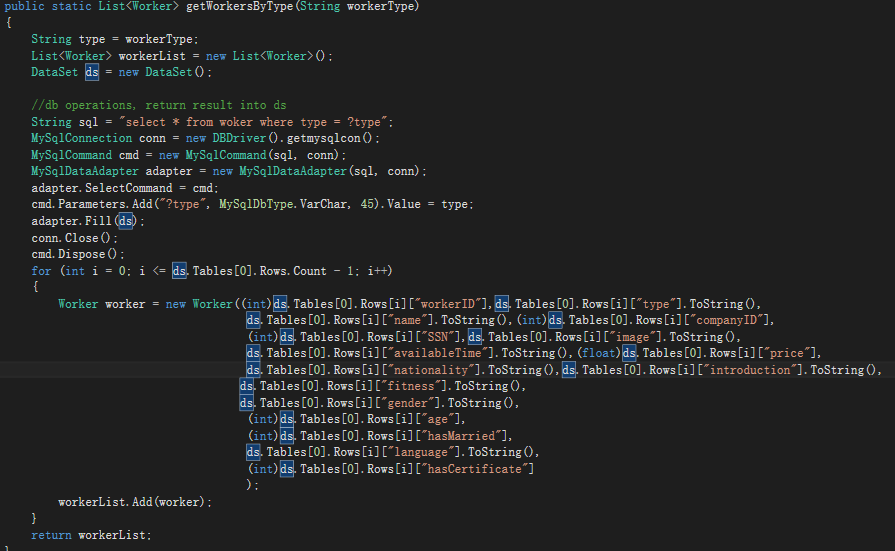 public static List<Worker> getWorkersByType(String workerType)
{
String type = workerType;
List<Worker> workerList = new List<Worker>();
DataSet ds = new DataSet();
//db operations, return result into ds
String sql = "select * from woker where type = ?type";
MySqlConnection conn = new DBDriver().getmysqlcon();
MySqlCommand cmd = new MySqlCommand(sql, conn);
MySqlDataAdapter adapter = new MySqlDataAdapter(sql, conn);
adapter.SelectCommand = cmd;
cmd.Parameters.Add("?type", MySqlDbType.VarChar, 45).Value = type;
adapter.Fill(ds);
conn.Close();
cmd.Dispose();
for (int i = 0; i <= ds.Tables[0].Rows.Count - 1; i++)
{
Worker worker = new Worker((int)ds.Tables[0].Rows[i]["workerID"],ds.Tables[0].Rows[i]["type"].ToString(),
ds.Tables[0].Rows[i]["name"].ToString(),(int)ds.Tables[0].Rows[i]["companyID"],
(int)ds.Tables[0].Rows[i]["SSN"],ds.Tables[0].Rows[i]["image"].ToString(),
ds.Tables[0].Rows[i]["availableTime"].ToString(),(float)ds.Tables[0].Rows[i]["price"],
ds.Tables[0].Rows[i]["nationality"].ToString(),ds.Tables[0].Rows[i]["introduction"].ToString(),
ds.Tables[0].Rows[i]["fitness"].ToString(),
ds.Tables[0].Rows[i]["gender"].ToString(),
(int)ds.Tables[0].Rows[i]["age"],
(int)ds.Tables[0].Rows[i]["hasMarried"],
ds.Tables[0].Rows[i]["language"].ToString(),
(int)ds.Tables[0].Rows[i]["hasCertificate"]
);
workerList.Add(worker);
}
return workerList;
}